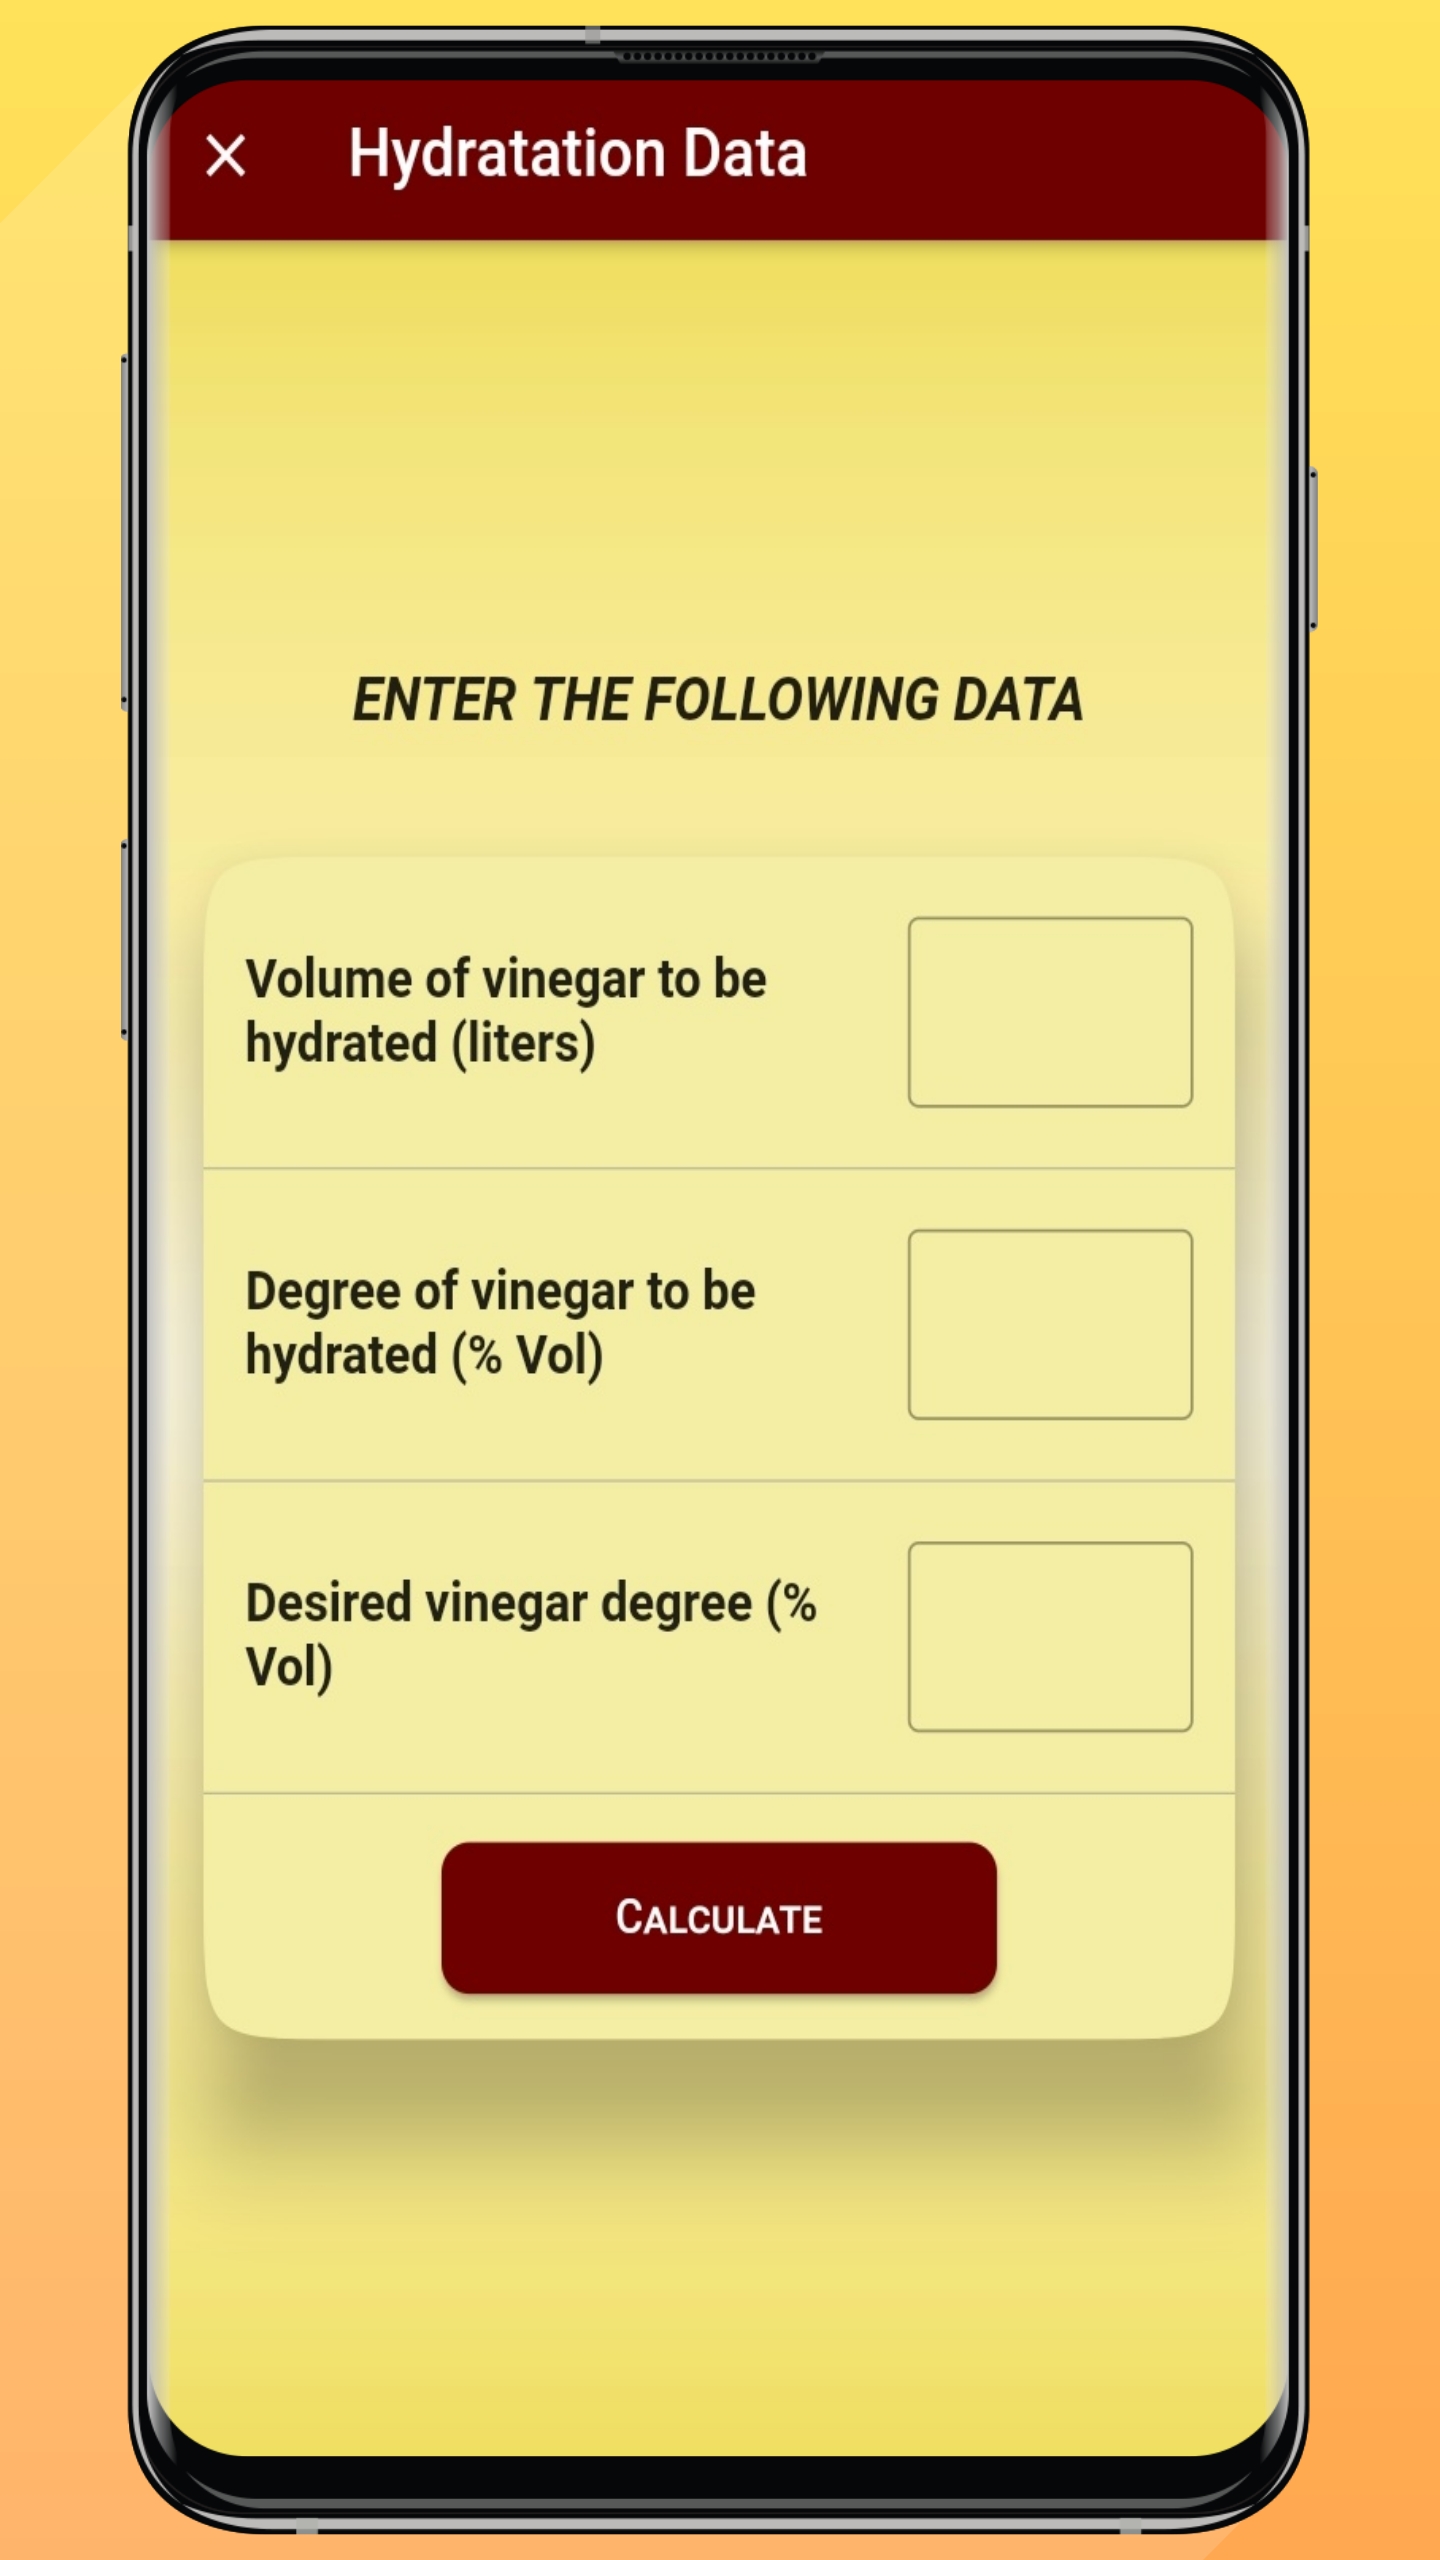 Hydratation Data
ENTER THE FOLLOWING DATA
Volume of vinegar to be
hydrated (liters)
Degree of vinegar to be
hydrated (% Vol)
Desired vinegar degree (%
Vol)
CALCULATE